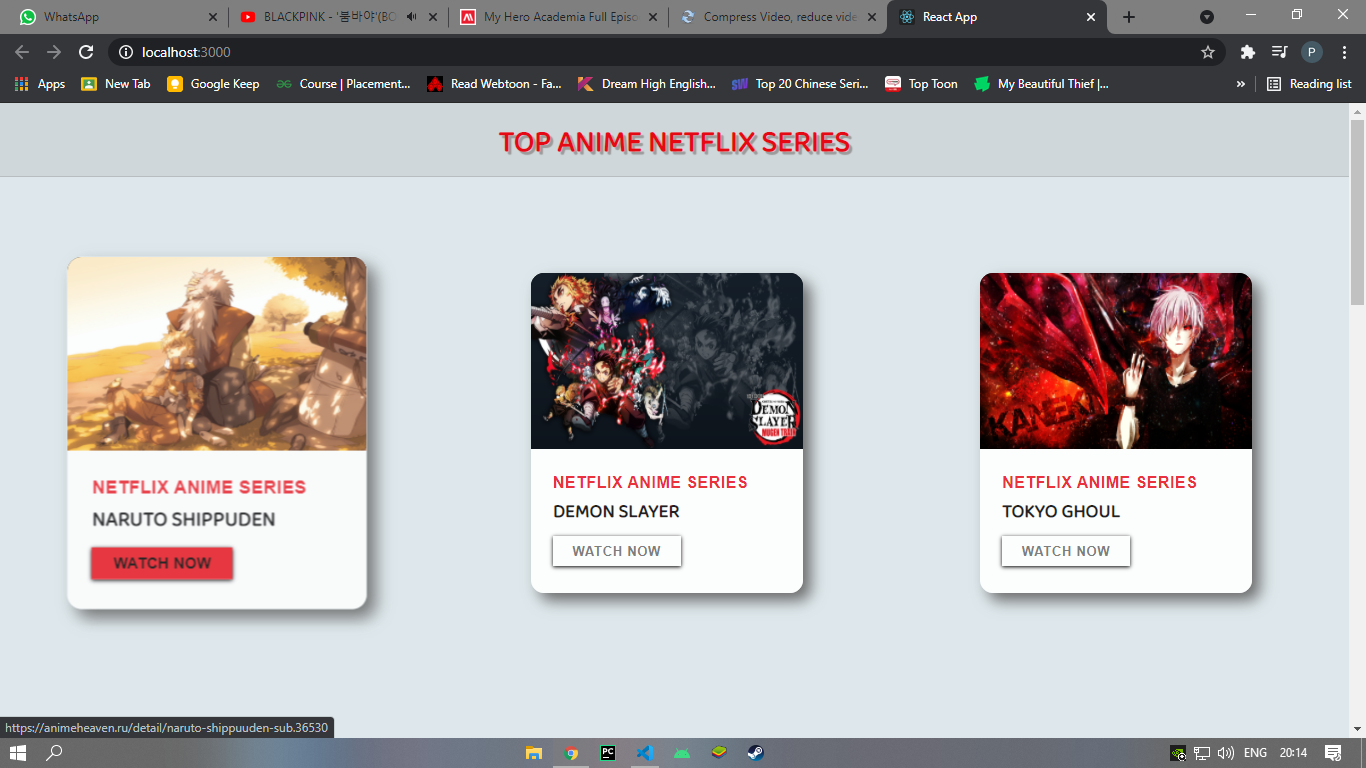 WhatsApp
BLACKPINK - '붐바야'(BO
My Hero Academia Full Episo
Compress Video, reduce vide
React App
localhost:3000
P
Apps
New Tab
Google Keep
Course | Placement...
Read Webtoon - Fa...
Dream High English...
SW
Top 20 Chinese Seri...
Top Toon
My Beautiful Thief |...
»
Reading list
TOP ANIME NETFLIX SERIES
DEMON
SLAYER
MUGEN TRAIN
KANEKI
NETFLIX ANIME SERIES
NARUTO SHIPPUDEN
WATCH NOW
NETFLIX ANIME SERIES
DEMON SLAYER
WATCH NOW
NETFLIX ANIME SERIES
TOKYO GHOUL
WATCH NOW
https://animeheaven.ru/detail/naruto-shippuuden-sub.36530
PC
ENG
20:14